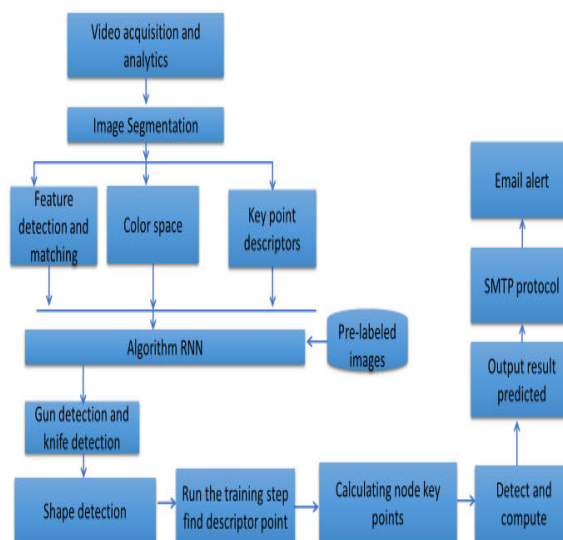 Video acquisition
and analytics
Image Segmentation
Feature
detection and
matching
Color space
Key point
descriptors
Email alert
SMTP protocol
Algorithm RNN
Pre-labeled
images
Output result
predicted
Gun detection and
knife detection
Shape detection
Run the training step
find descriptor point
Calculating node key
points
Detect and
compute